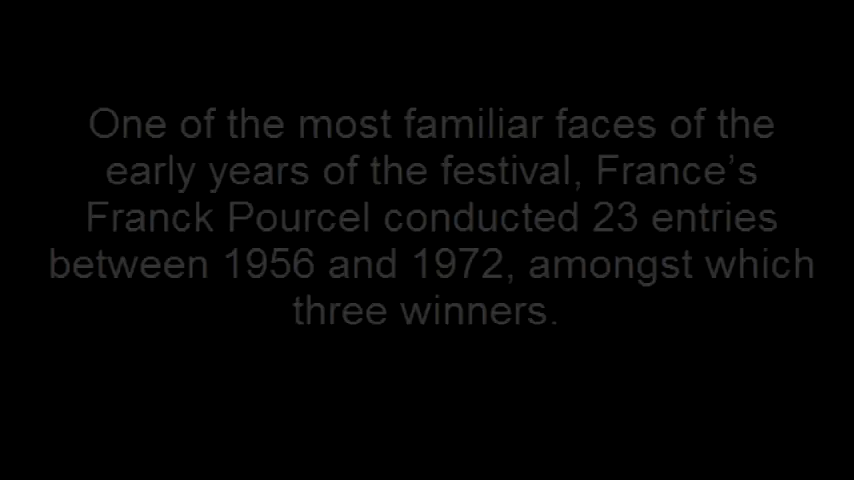 One of the most familiar faces of the
early years of the festival, France’s
Franck Pourcel conducted 23 entries
between 1956 and 1972, amongst which
three winners.